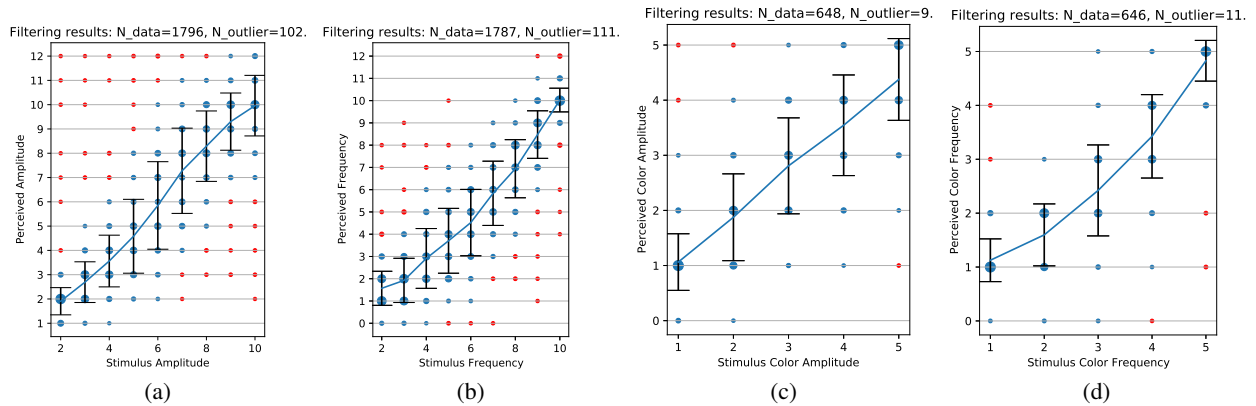 Filtering results: N_data=1796, N_outlier=102.
12
11
10
9
8
7
6
5
4
3
2
1
Perceived Amplitude
2 4 6 8 10
Stimulus Amplitude
(a)
Filtering results: N_data=1787, N_outlier=111.
12
11
10
9
8
7
6
5
4
3
2
1
0
Perceived Frequency
2 4 6 8 10
Stimulus Frequency
(b)
Filtering results: N_data=648, N_outlier=9.
5
4
3
2
1
0
Perceived Color Amplitude
1 2 3 4 5
Stimulus Color Amplitude
(c)
Filtering results: N_data=646, N_outlier=11.
5
4
3
2
1
0
Perceived Color Frequency
1 2 3 4 5
Stimulus Color Frequency
(d)